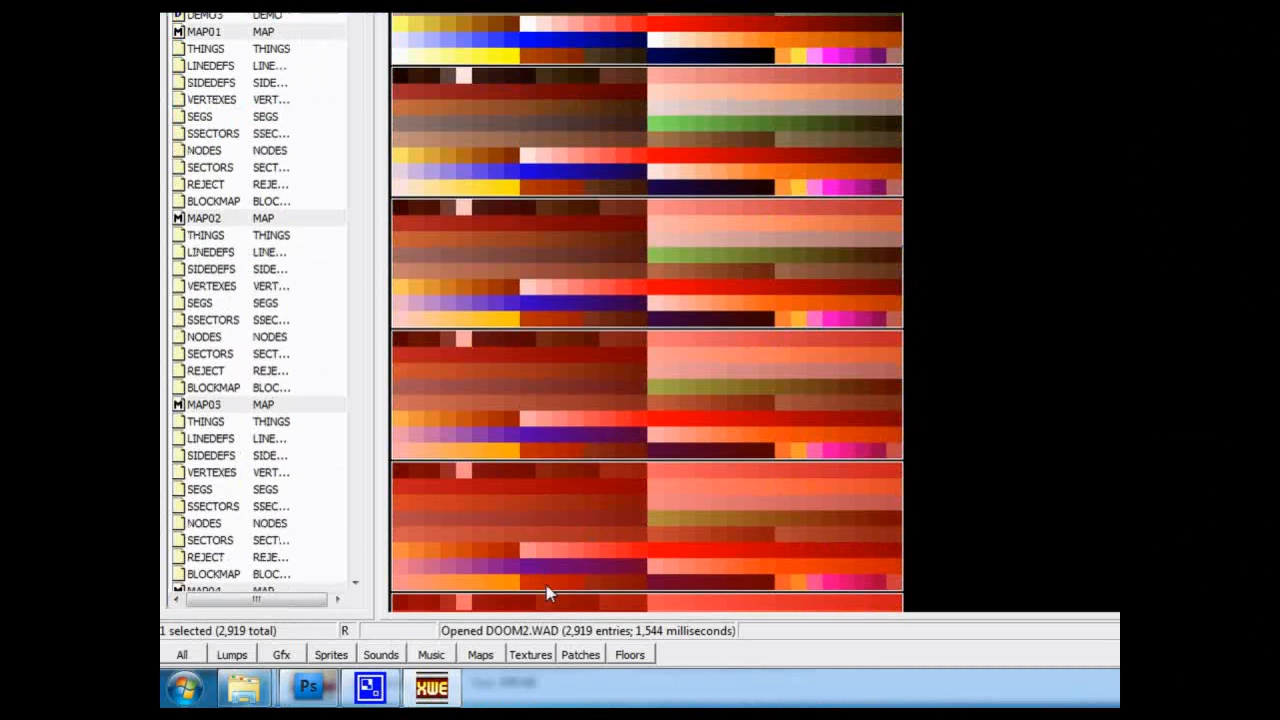 DEMO3 DEMO
MAP01 MAP
THINGS THINGS
LINEDEFS LINE...
SIDEDEFS SIDE...
VERTEXES VERT...
SEGS SEGS
SSECTORS SSEC...
NODES NODES
SECTORS SECT...
REJECT REJE...
BLOCKMAP BLOC...
MAP02 MAP
THINGS THINGS
LINEDEFS LINE...
SIDEDEFS SIDE...
VERTEXES VERT...
SEGS SEGS
SSECTORS SSEC...
NODES NODES
SECTORS SECT...
REJECT REJE...
BLOCKMAP BLOC...
MAP03 MAP
THINGS THINGS
LINEDEFS LINE...
SIDEDEFS SIDE...
VERTEXES VERT...
SEGS SEGS
SSECTORS SSEC...
NODES NODES
SECTORS SECT...
REJECT REJE...
BLOCKMAP BLOC...
MAP04 MAP
1 selected (2,919 total) R Opened DOOM2.WAD (2,919 entries; 1,544 milliseconds)
All Lumps Gfx Sprites Sounds Music Maps Textures Patches Floors
Ps XWE